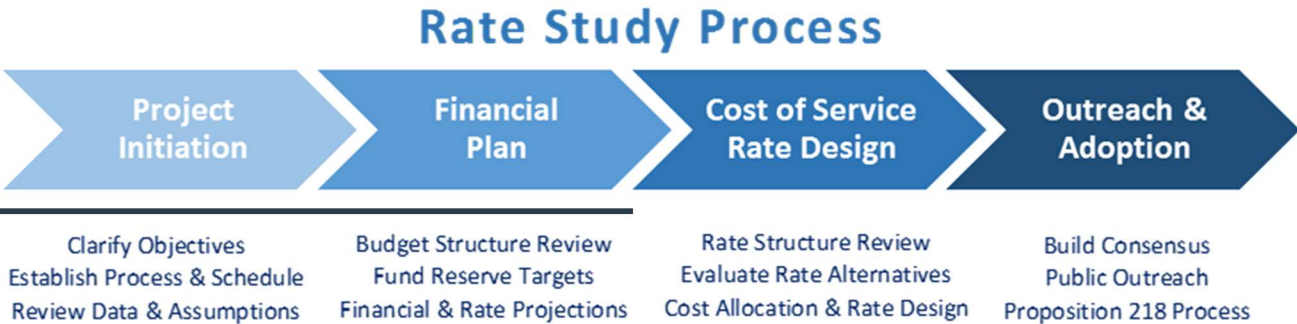 Rate Study Process
Project
Initiation
Financial
Plan
Cost of Service
Rate Design
Outreach &
Adoption
Clarify Objectives
Establish Process & Schedule
Review Data & Assumptions
Budget Structure Review
Fund Reserve Targets
Financial & Rate Projections
Rate Structure Review
Evaluate Rate Alternatives
Cost Allocation & Rate Design
Build Consensus
Public Outreach
Proposition 218 Process